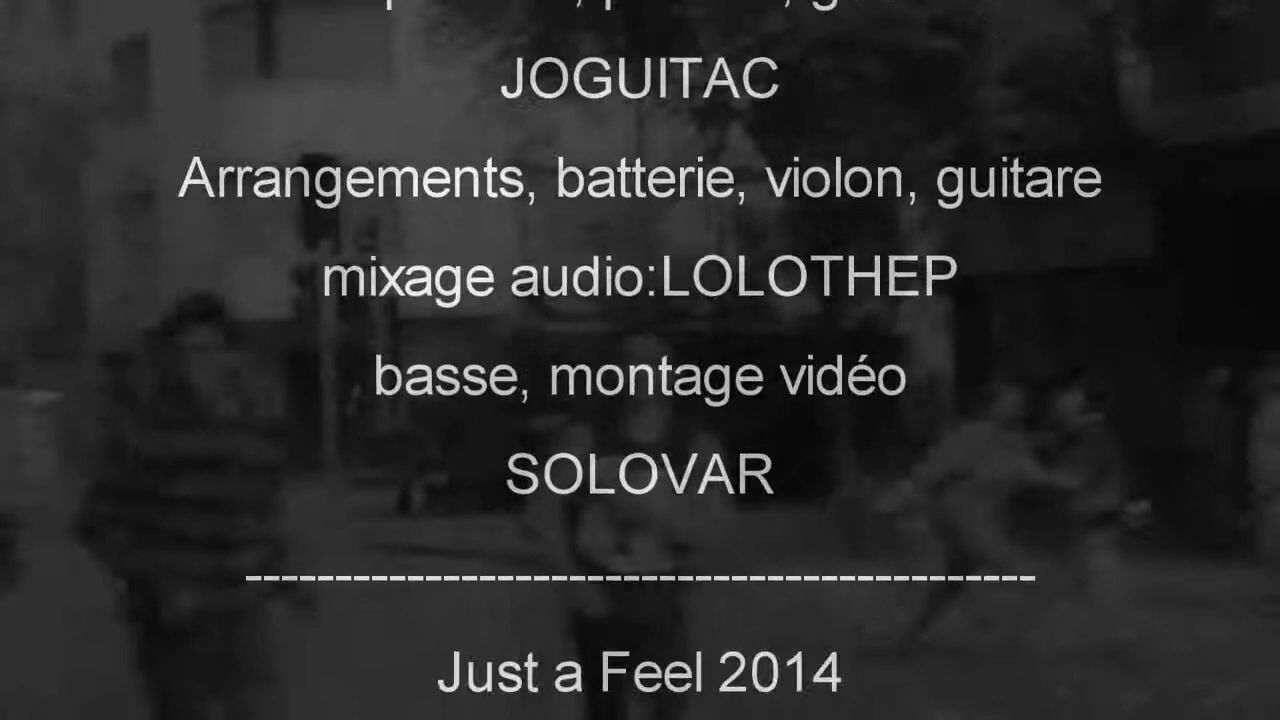 JOGUITAC
Arrangements, batterie, violon, guitare
mixage audio:LOLOTHEP
basse, montage vidéo
SOLOVAR
--------------------------------------------
Just a Feel 2014